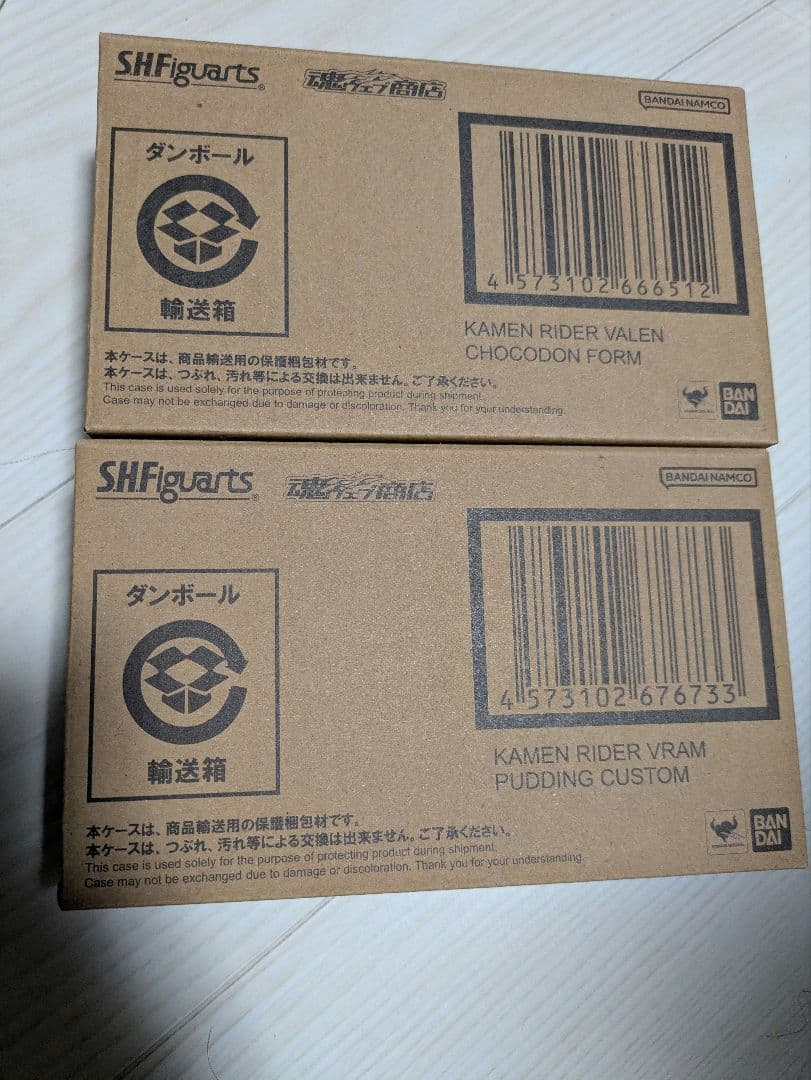 S.H.Figuarts
魂ウェブ商店
BANDAI NAMCO
ダンボール
輸送箱
4 573102 666512
KAMEN RIDER VALEN
CHOCODON FORM
本ケースは、商品輸送用の保護梱包材です。
本ケースは、つぶれ、汚れ等による交換は出来ません。ご了承ください。
This case is used solely for the purpose of protecting product during shipment.
Case may not be exchanged due to damage or discoloration. Thank you for your understanding.
BAN
DAI
S.H.Figuarts
魂ウェブ商店
BANDAI NAMCO
ダンボール
輸送箱
4 573102 676733
KAMEN RIDER VRAM
PUDDING CUSTOM
本ケースは、商品輸送用の保護梱包材です。
本ケースは、つぶれ、汚れ等による交換は出来ません。ご了承ください。
This case is used solely for the purpose of protecting product during shipment.
Case may not be exchanged due to damage or discoloration. Thank you for your understanding.
BAN
DAI